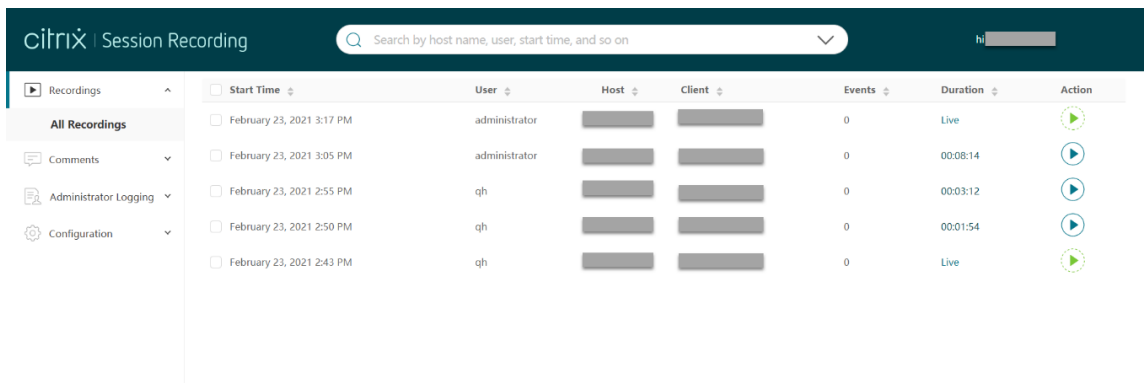 citrix | Session Recording
Search by host name, user, start time, and so on
hi
Recordings
All Recordings
Comments
Administrator Logging
Configuration
Start Time User Host Client Events Duration Action
February 23, 2021 3:17 PM administrator 0 Live
February 23, 2021 3:05 PM administrator 0 00:08:14
February 23, 2021 2:55 PM qh 0 00:03:12
February 23, 2021 2:50 PM qh 0 00:01:54
February 23, 2021 2:43 PM qh 0 Live